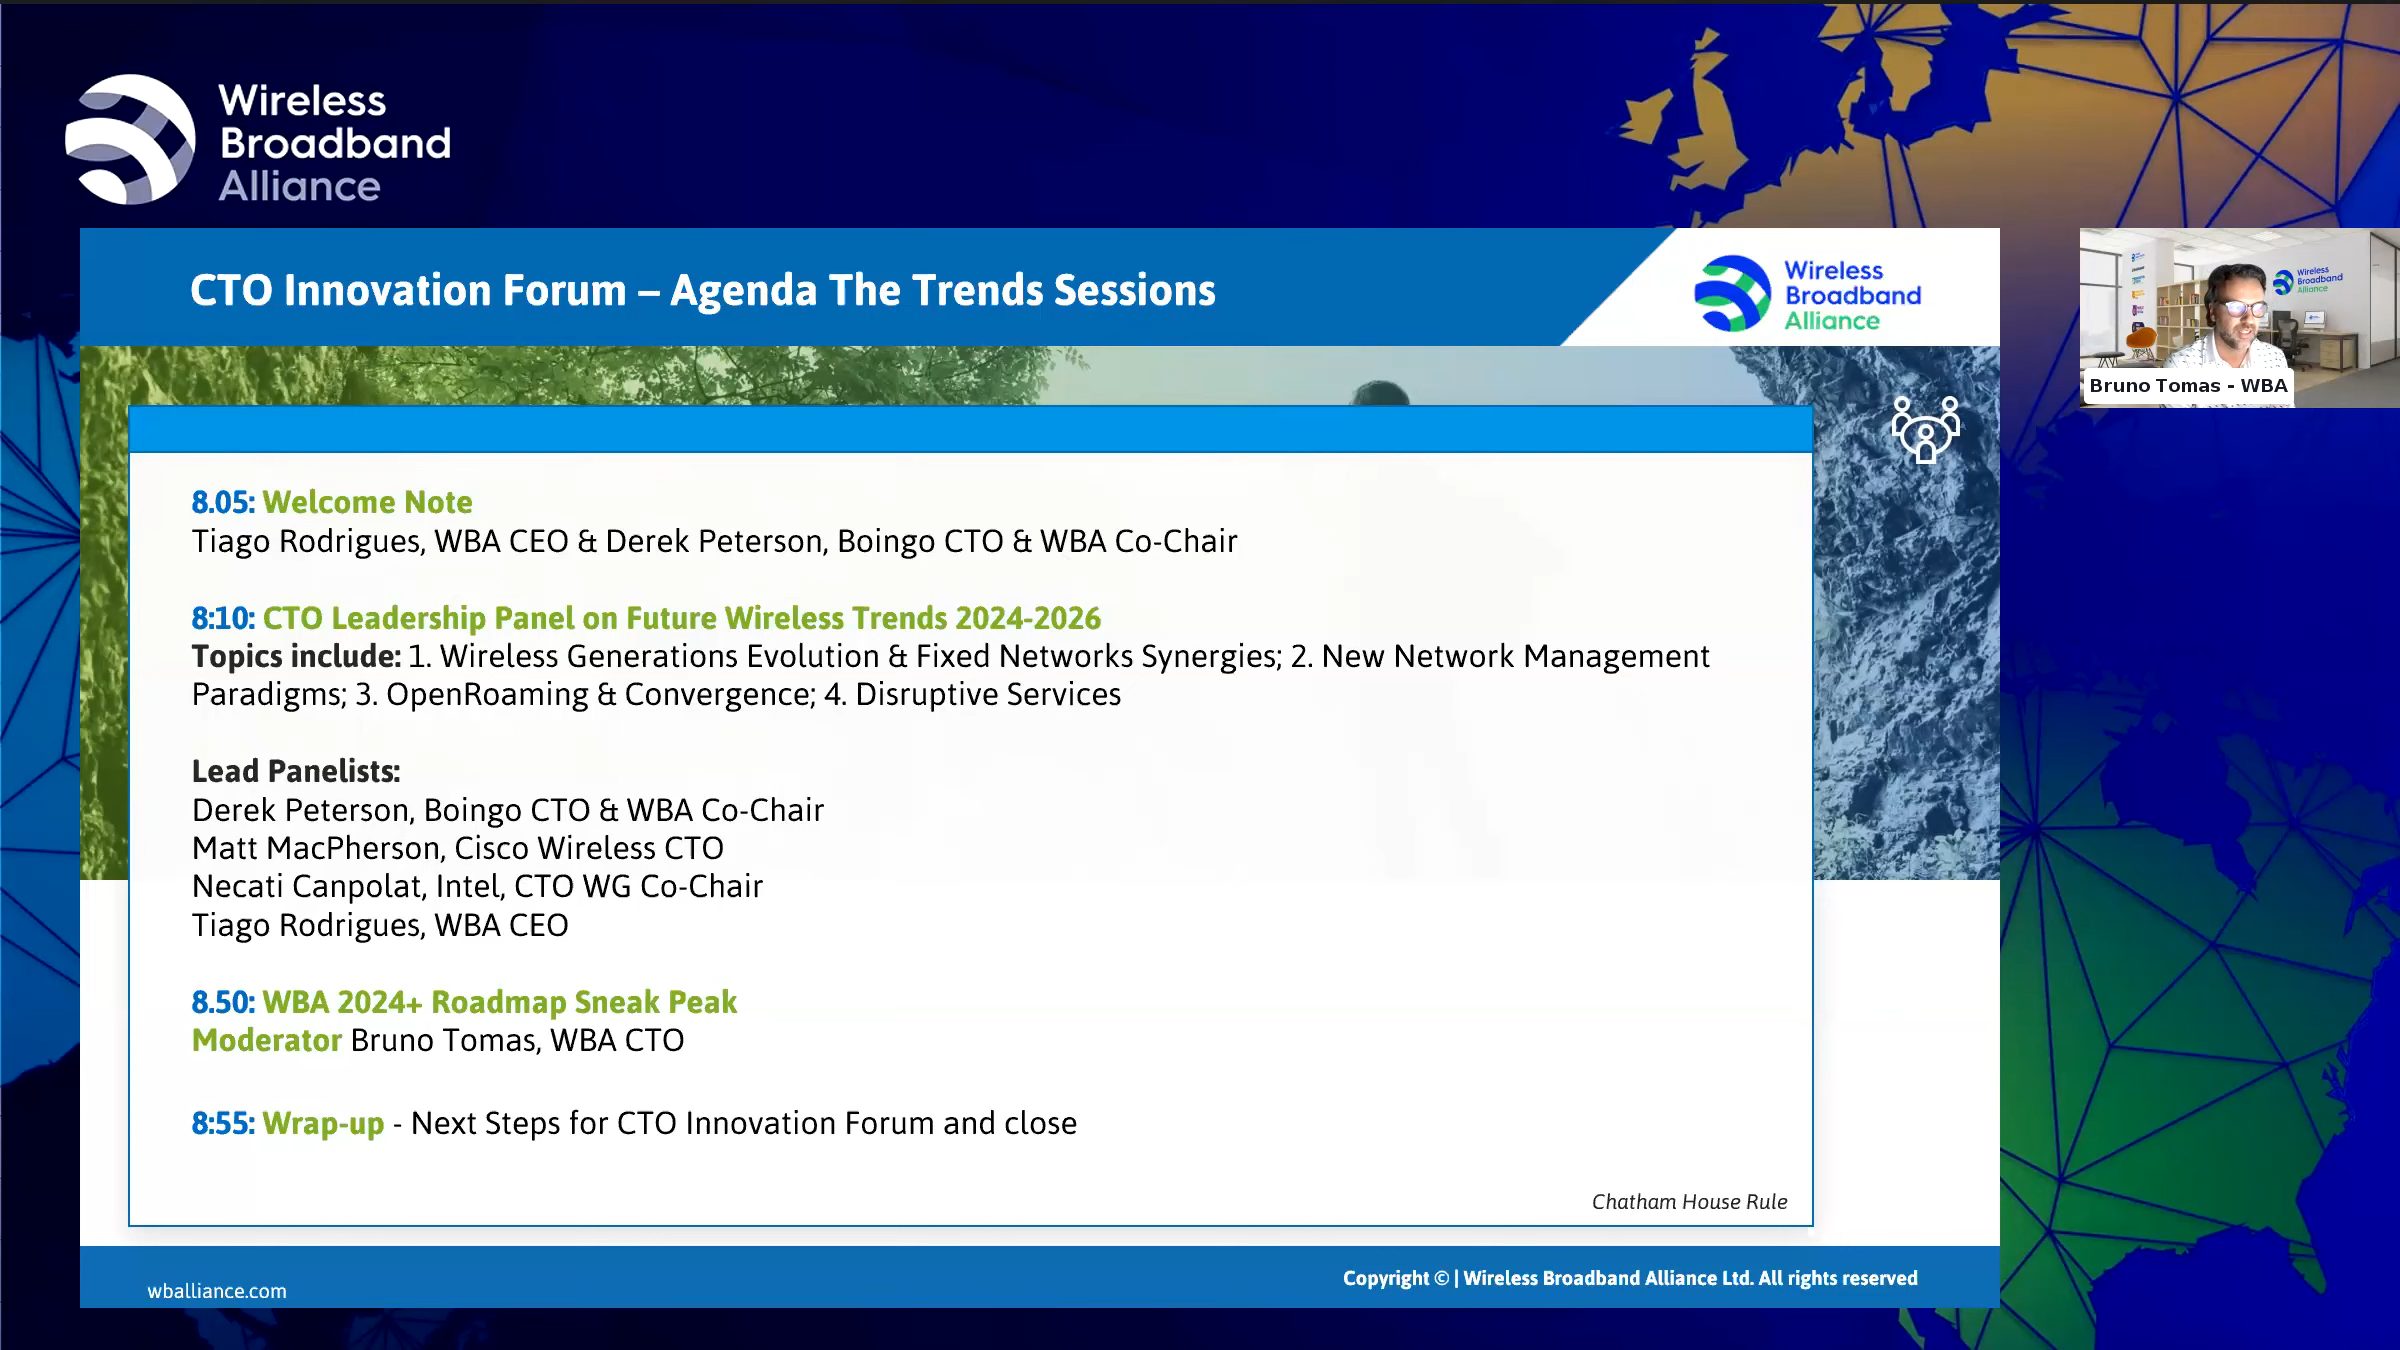 Wireless
Broadband
Alliance
CTO Innovation Forum – Agenda The Trends Sessions
Wireless
Broadband
Alliance
Wireless
Broadband
Alliance
Bruno Tomas - WBA
8.05: Welcome Note
Tiago Rodrigues, WBA CEO & Derek Peterson, Boingo CTO & WBA Co-Chair
8:10: CTO Leadership Panel on Future Wireless Trends 2024-2026
Topics include: 1. Wireless Generations Evolution & Fixed Networks Synergies; 2. New Network Management
Paradigms; 3. OpenRoaming & Convergence; 4. Disruptive Services
Lead Panelists:
Derek Peterson, Boingo CTO & WBA Co-Chair
Matt MacPherson, Cisco Wireless CTO
Necati Canpolat, Intel, CTO WG Co-Chair
Tiago Rodrigues, WBA CEO
8.50: WBA 2024+ Roadmap Sneak Peak
Moderator Bruno Tomas, WBA CTO
8:55: Wrap-up - Next Steps for CTO Innovation Forum and close
Chatham House Rule
wballiance.com
Copyright © | Wireless Broadband Alliance Ltd. All rights reserved